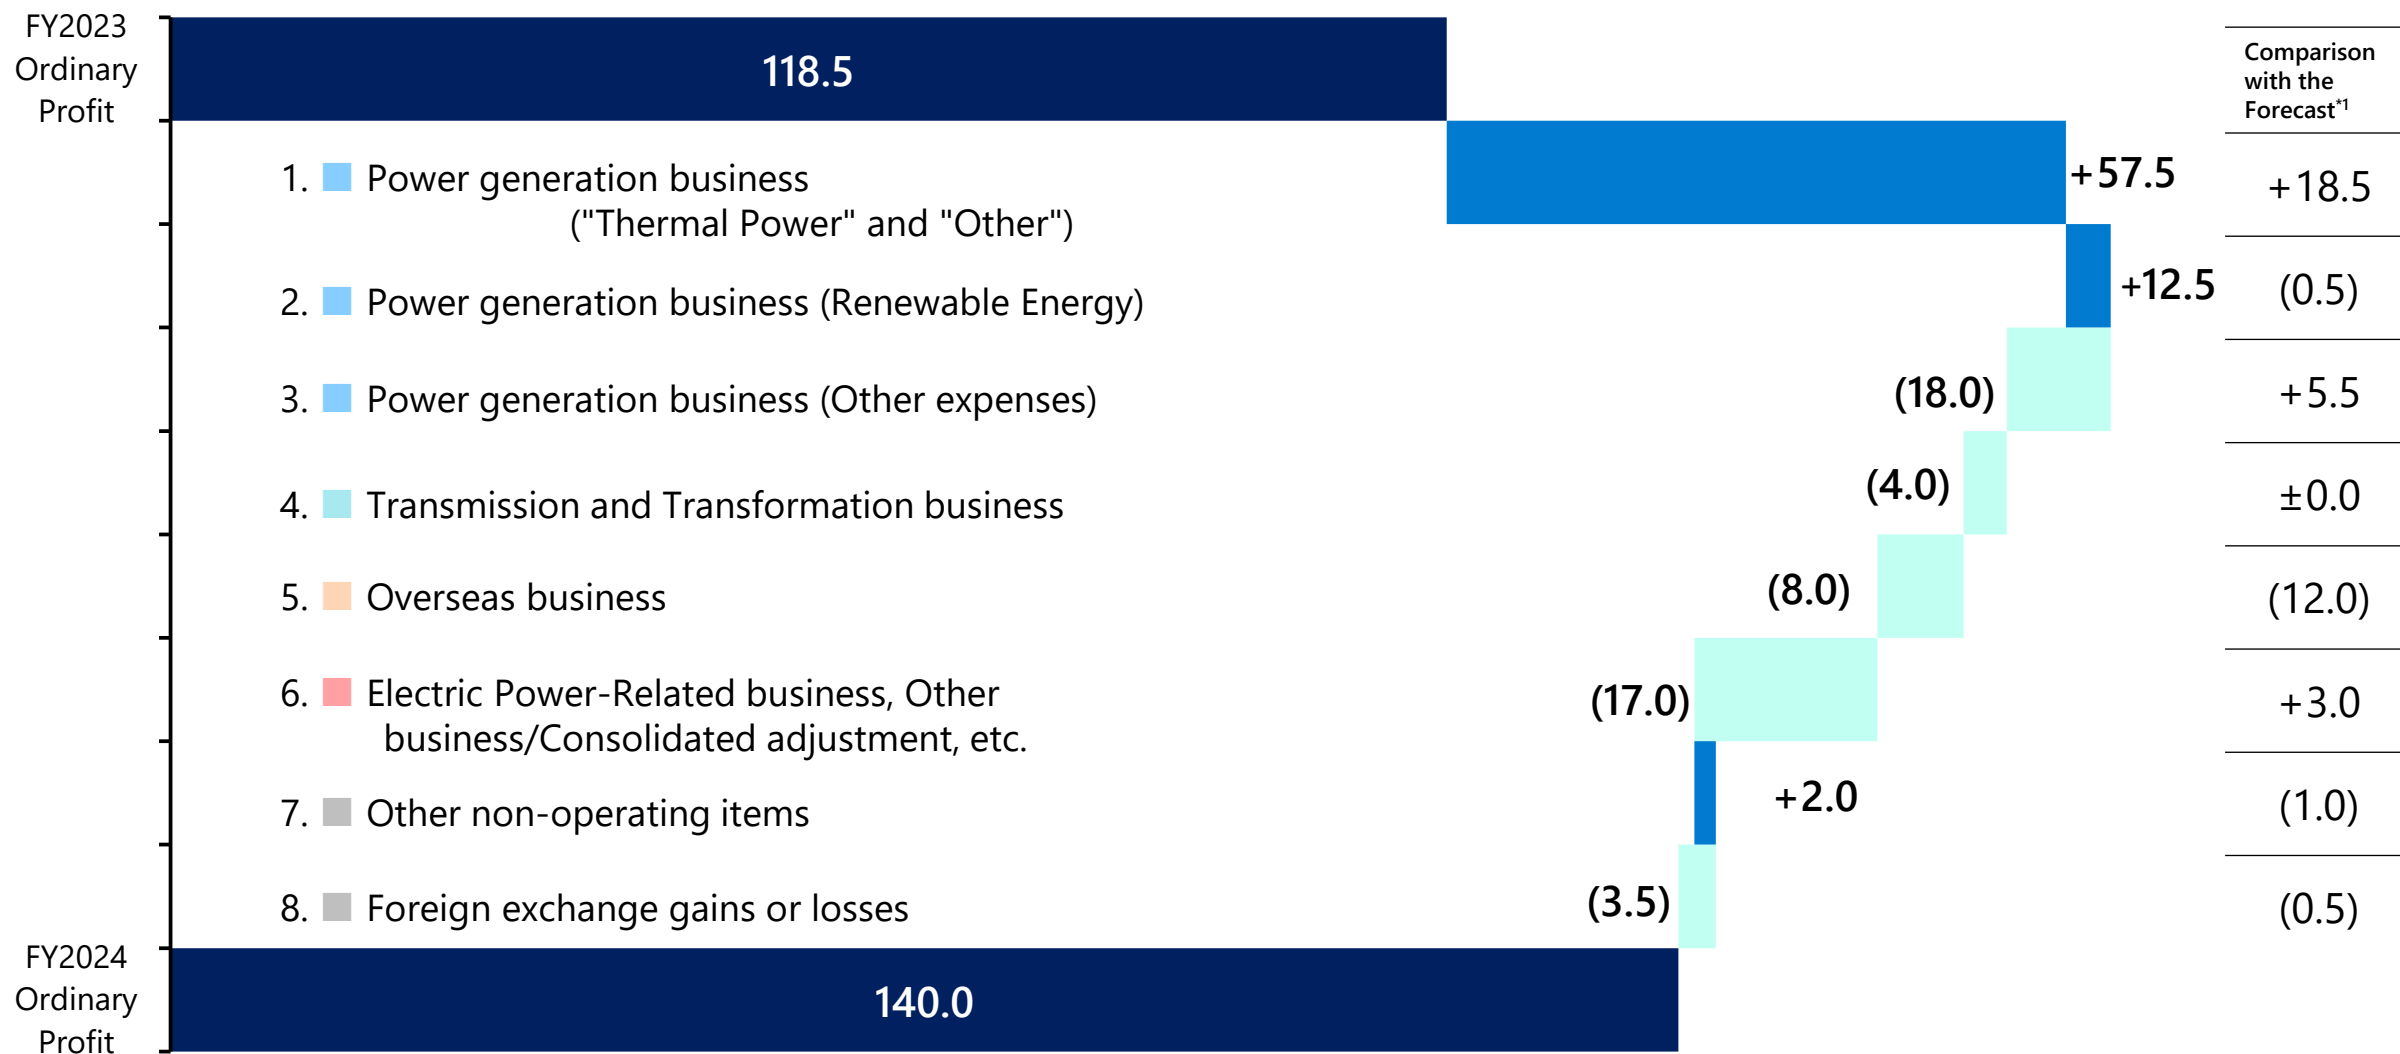 FY2023
Ordinary
Profit
118.5
Comparison
with the
Forecast*1
1. Power generation business
("Thermal Power" and "Other")
+57.5
+18.5
2. Power generation business (Renewable Energy)
+12.5
(0.5)
3. Power generation business (Other expenses)
(18.0)
+5.5
4. Transmission and Transformation business
(4.0)
±0.0
5. Overseas business
(8.0)
(12.0)
6. Electric Power-Related business, Other
business/Consolidated adjustment, etc.
(17.0)
+3.0
7. Other non-operating items
+2.0
(1.0)
8. Foreign exchange gains or losses
(3.5)
(0.5)
FY2024
Ordinary
Profit
140.0